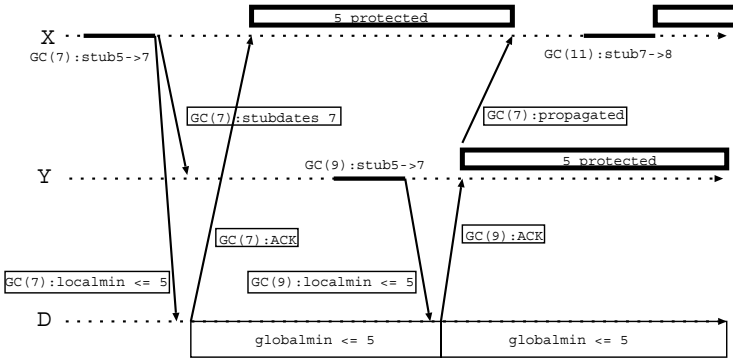 5 protected
X
GC(7):stub5->7
GC(11):stub7->8
GC(7):stubdates 7
GC(7):propagated
GC(9):stub5->7
5 protected
Y
GC(7):ACK
GC(9):ACK
GC(7):localmin <= 5
GC(9):localmin <= 5
D
globalmin <= 5
globalmin <= 5